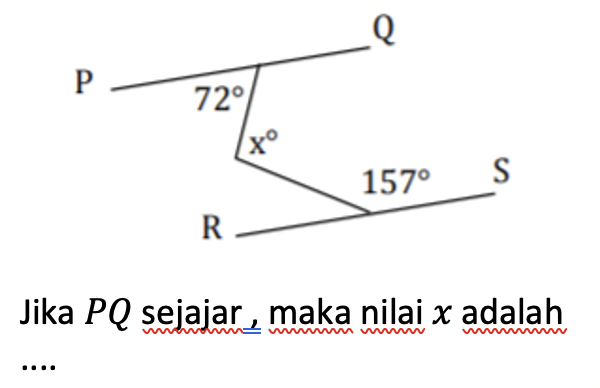 Q
P
72°
x°
157° S
R
Jika PQ sejajar , maka nilai x adalah
....